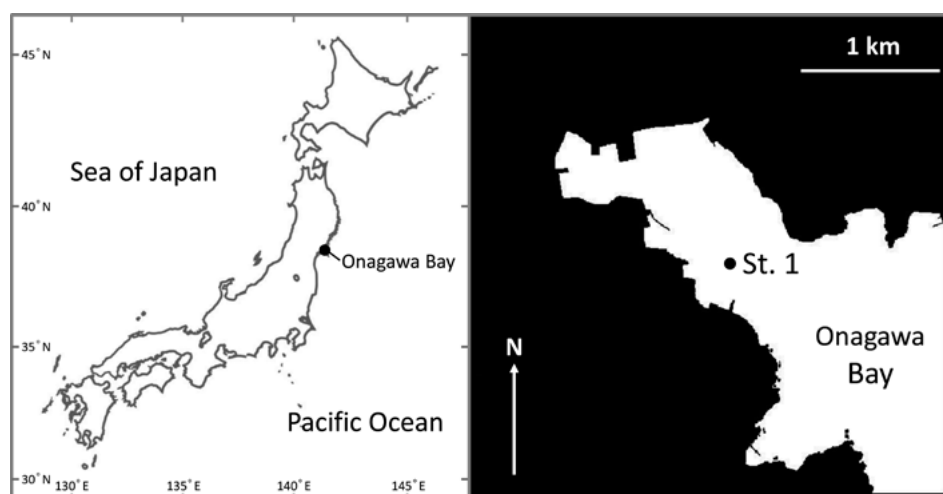 45°N
Sea of Japan
40°N
Onagawa Bay
35°N
Pacific Ocean
30°N
130°E
135°E
140°E
145°E
1 km
St. 1
Onagawa
Bay
N